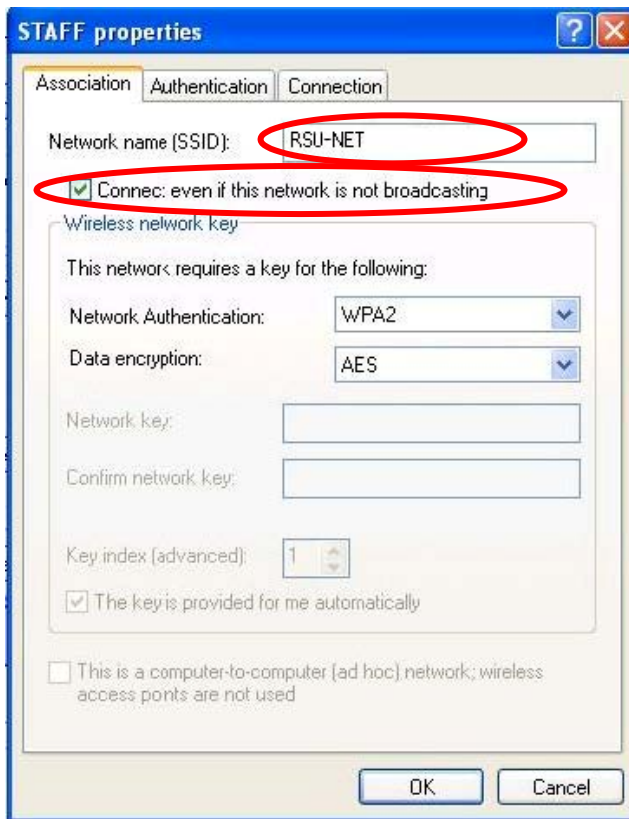 STAFF properties
Association Authentication Connection
Network name (SSID): RSU-NET
Connec: even if this network is not broadcasting
Wireless network key
This network requires a key for the following:
Network Authentication: WPA2
Data encryption: AES
Network key:
Confirm network key:
Key index (advanced): 1
The key is provided for me automatically
This is a computer-to-computer (ad hoc) network; wireless
access ponts are not used
OK Cancel